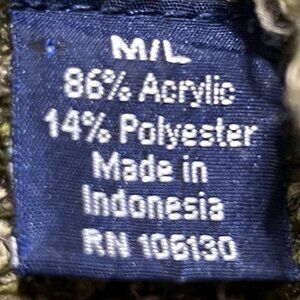 M/L
86% Acrylic
14% Polyester
Made in
Indonesia
RN 106130